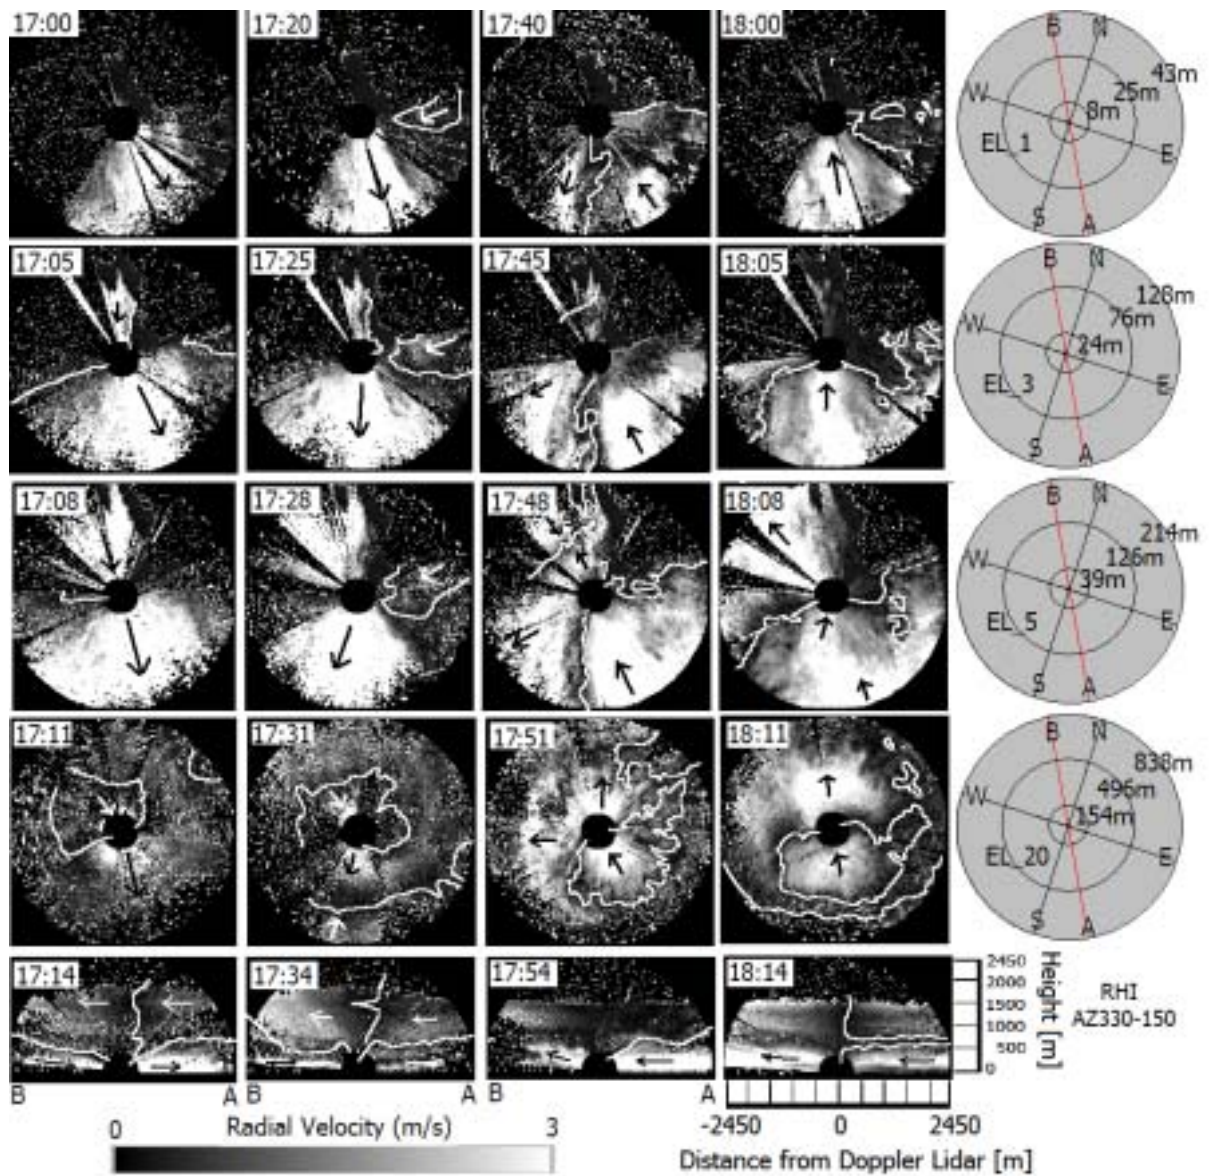 17:00 17:20 17:40 18:00
B N
W 43m
25m
8m
EL_1
E
S A
17:05 17:25 17:45 18:05
B N
128m
W 76m
24m
EL_3
E
S A
17:08 17:28 17:48 18:08
B N
214m
W 126m
39m
EL_5
E
S A
17:11 17:31 17:51 18:11
B N
838m
W 496m
154m
EL_20
E
S A
17:14 17:34 17:54 18:14
2450
2000
1500
1000
500
0
Height [m]
RHI
AZ330-150
B A B A B A
0 Radial Velocity (m/s) 3
-2450 0 2450
Distance from Doppler Lidar [m]